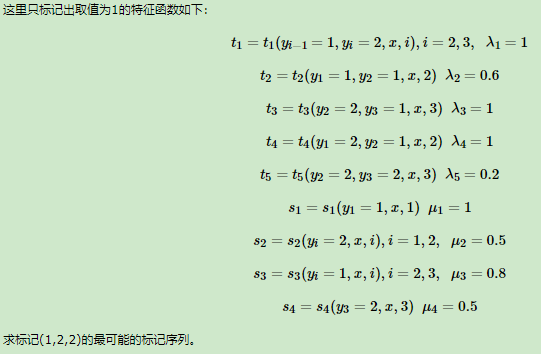 这里只标记出取值为1的特征函数如下：
t₁ = t₁(yᵢ₋₁ = 1, yᵢ = 2, x, i), i = 2, 3,  λ₁ = 1
t₂ = t₂(y₁ = 1, y₂ = 1, x, 2)  λ₂ = 0.6
t₃ = t₃(y₂ = 2, y₃ = 1, x, 3)  λ₃ = 1
t₄ = t₄(y₁ = 2, y₂ = 1, x, 2)  λ₄ = 1
t₅ = t₅(y₂ = 2, y₃ = 2, x, 3)  λ₅ = 0.2
s₁ = s₁(y₁ = 1, x, 1)  μ₁ = 1
s₂ = s₂(yᵢ = 2, x, i), i = 1, 2,  μ₂ = 0.5
s₃ = s₃(yᵢ = 1, x, i), i = 2, 3,  μ₃ = 0.8
s₄ = s₄(y₃ = 2, x, 3)  μ₄ = 0.5
求标记(1,2,2)的最可能的标记序列。